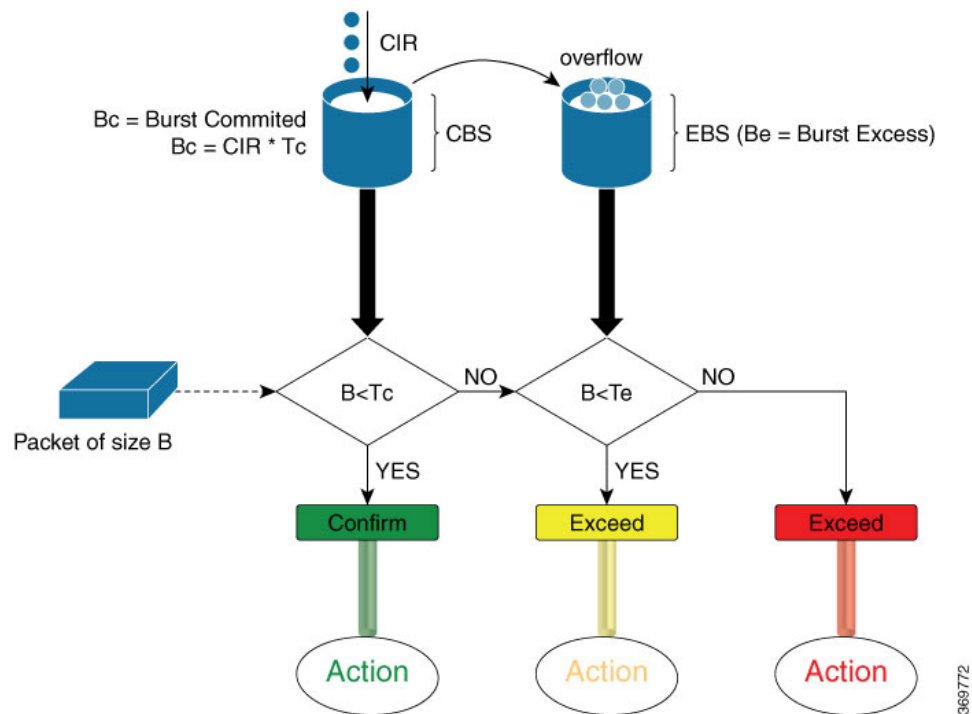 CIR
overflow
Bc = Burst Commited
Bc = CIR * Tc
CBS
EBS (Be = Burst Excess)
B<Tc
NO
B<Te
NO
Packet of size B
YES
YES
Confirm
Exceed
Exceed
Action
Action
Action
369772